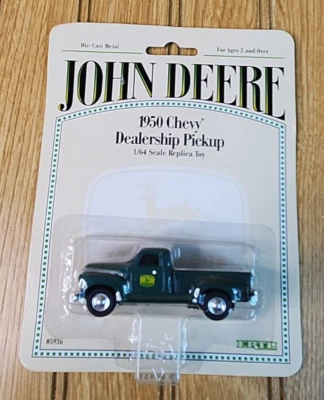 Die-Cast Metal
For Ages 3 and Over
JOHN DEERE
1950 Chevy®
Dealership Pickup
1/64 Scale Replica Toy
#5936
ERTL